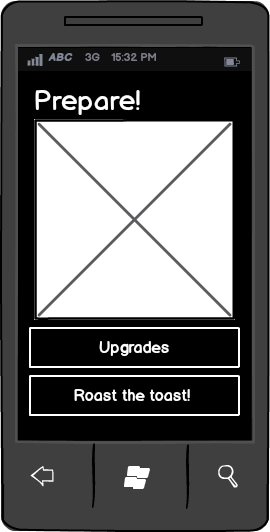 ABC 3G 15:32 PM
Prepare!
Upgrades
Roast the toast!